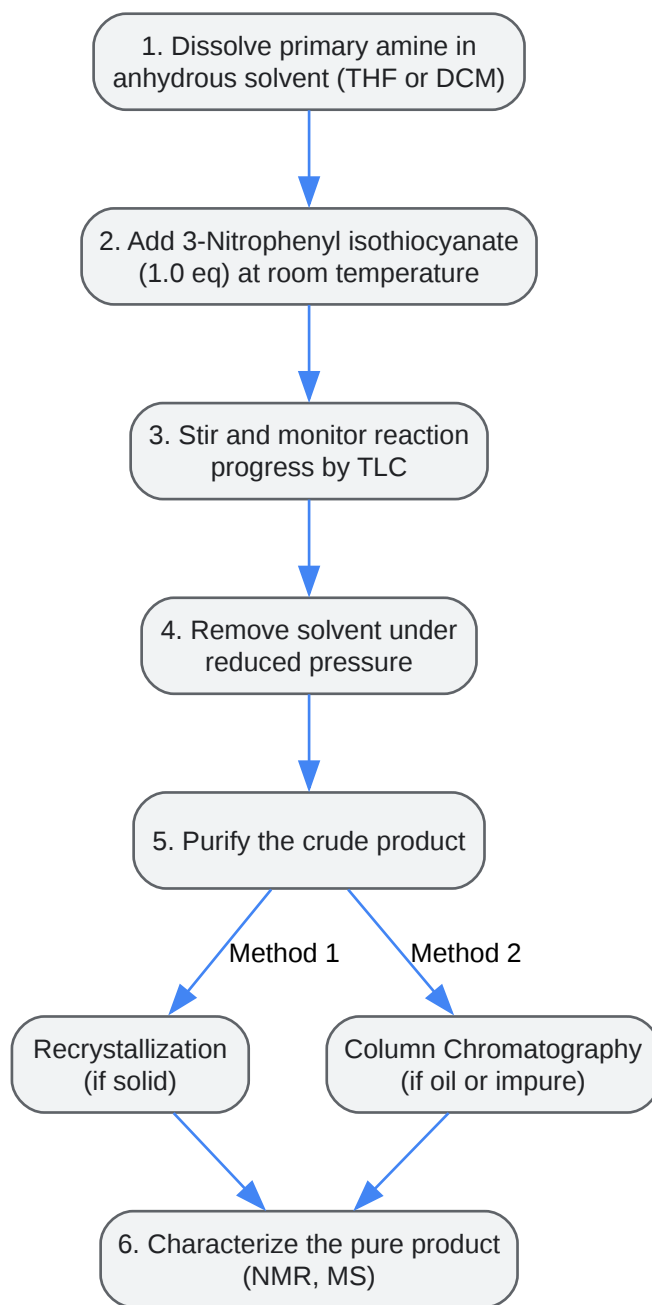 1. Dissolve primary amine in
anhydrous solvent (THF or DCM)
2. Add 3-Nitrophenyl isothiocyanate
(1.0 eq) at room temperature
3. Stir and monitor reaction
progress by TLC
4. Remove solvent under
reduced pressure
5. Purify the crude product
Method 1
Method 2
Recrystallization
(if solid)
Column Chromatography
(if oil or impure)
6. Characterize the pure product
(NMR, MS)